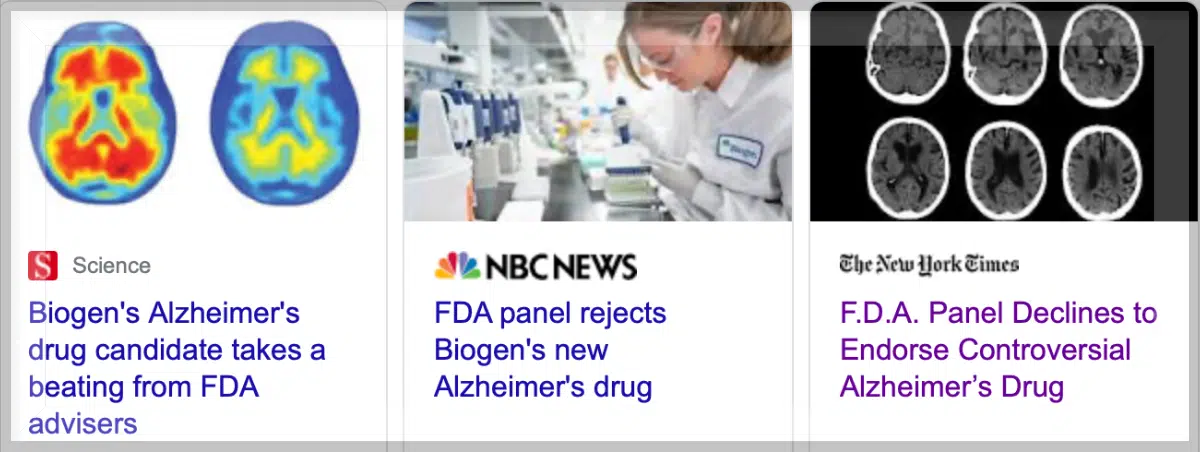 Biogen
S Science
Biogen's Alzheimer's
drug candidate takes a
beating from FDA
advisers
NBC NEWS
FDA panel rejects
Biogen's new
Alzheimer's drug
The New York Times
F.D.A. Panel Declines to
Endorse Controversial
Alzheimer’s Drug